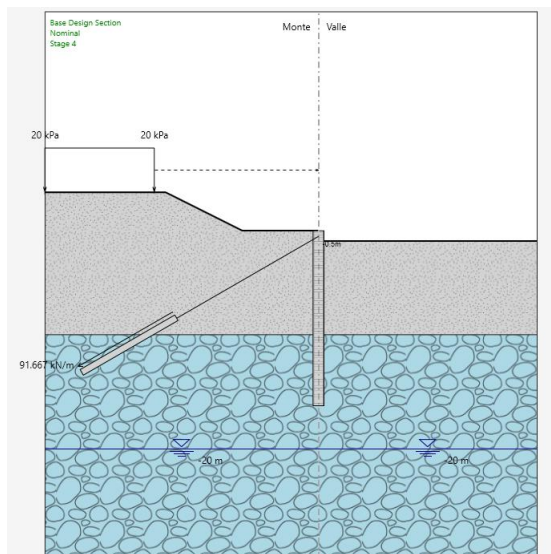 Base Design Section
Nominal
Stage 4
Monte
Valle
20 kPa
20 kPa
-0.5m
91.667 kN/m
-20 m
-20 m